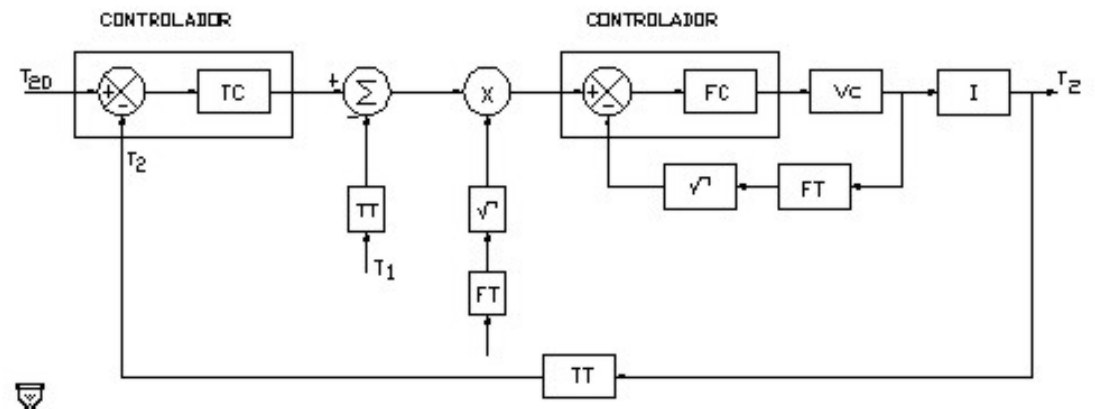 CONTROLADOR CONTROLADOR
T2D + - TC + Σ - X + - FC Vc I T2
T2
√ FT
TT √
T1
FT
TT